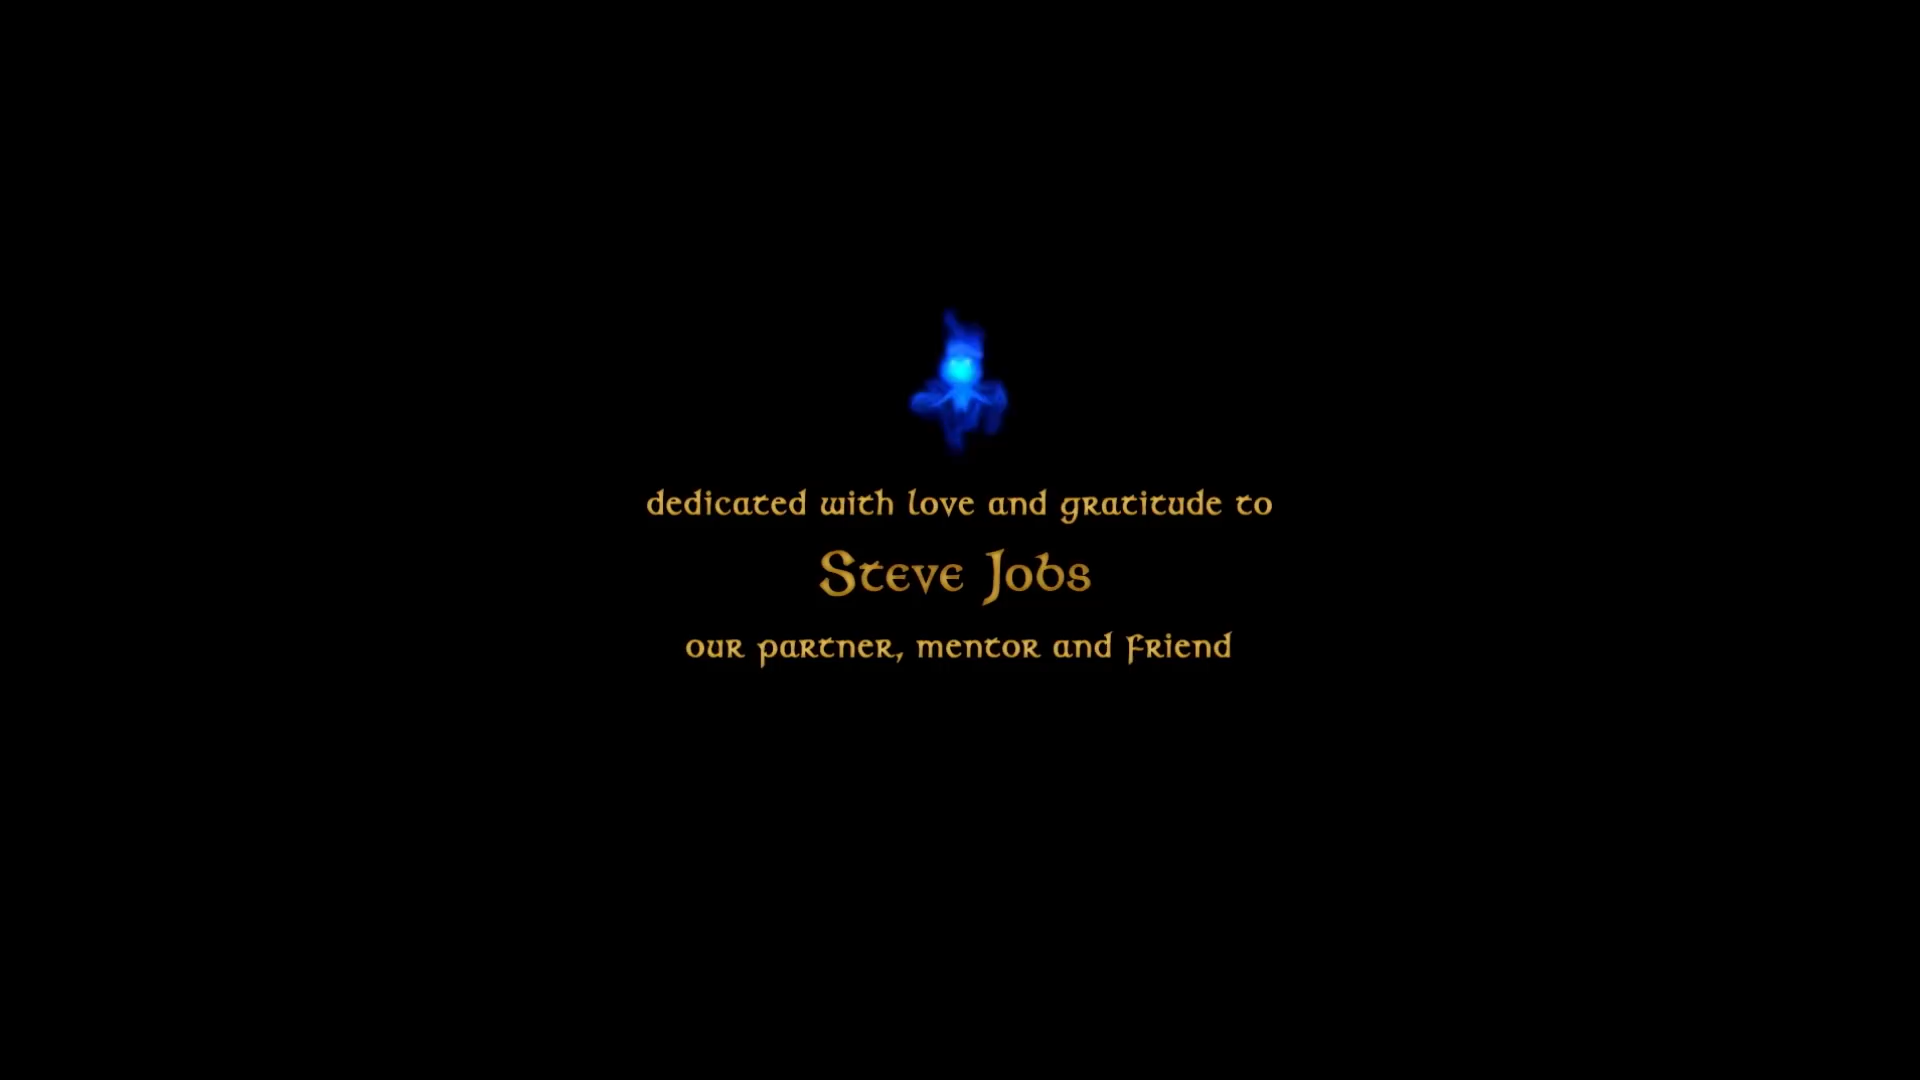 dedicated with love and gratitude to
Steve Jobs
our partner, mentor and friend